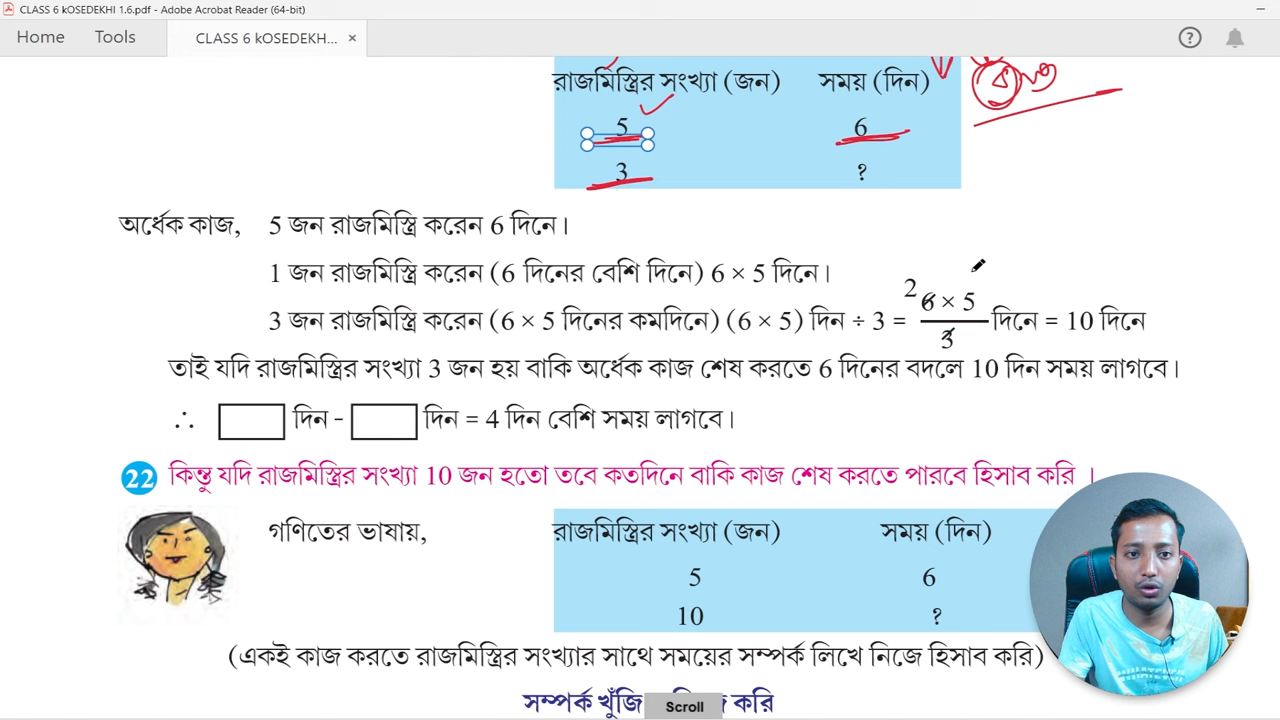 CLASS 6 kOSEDEKHI 1.6.pdf - Adobe Acrobat Reader (64-bit)
Home Tools CLASS 6 kOSEDEKH... ×
রাজমিস্ত্রির সংখ্যা (জন) সময় (দিন)
5 6
3 ?
অর্ধেক কাজ, 5 জন রাজমিস্ত্রি করেন 6 দিনে।
1 জন রাজমিস্ত্রি করেন (6 দিনের বেশি দিনে) 6 × 5 দিনে।
3 জন রাজমিস্ত্রি করেন (6 × 5 দিনের কমদিনে) (6 × 5) দিন ÷ 3 = 2 6 × 5 / 3 দিনে = 10 দিনে
তাই যদি রাজমিস্ত্রির সংখ্যা 3 জন হয় বাকি অর্ধেক কাজ শেষ করতে 6 দিনের বদলে 10 দিন সময় লাগবে।
∴ দিন - দিন = 4 দিন বেশি সময় লাগবে।
22 কিন্তু যদি রাজমিস্ত্রির সংখ্যা 10 জন হতো তবে কতদিনে বাকি কাজ শেষ করতে পারবে হিসাব করি ।
গণিতের ভাষায়, রাজমিস্ত্রির সংখ্যা (জন) সময় (দিন)
5 6
10 ?
(একই কাজ করতে রাজমিস্ত্রির সংখ্যার সাথে সময়ের সম্পর্ক লিখে নিজে হিসাব করি)
সম্পর্ক খুঁজি করি
Scroll